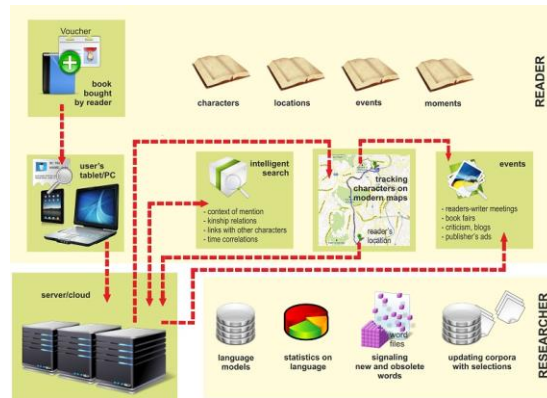 Voucher
book
bought
by reader
characters
locations
events
moments
READER
user's
tablet/PC
intelligent
search
- context of mention
- kinship relations
- links with other characters
- time correlations
tracking
characters on
modern maps
reader's
location
events
- readers-writer meetings
- book fairs
- criticism, blogs
- publisher's ads
server/cloud
language
models
statistics on
language
word
files
signaling
new and obsolete
words
updating corpora
with selections
RESEARCHER